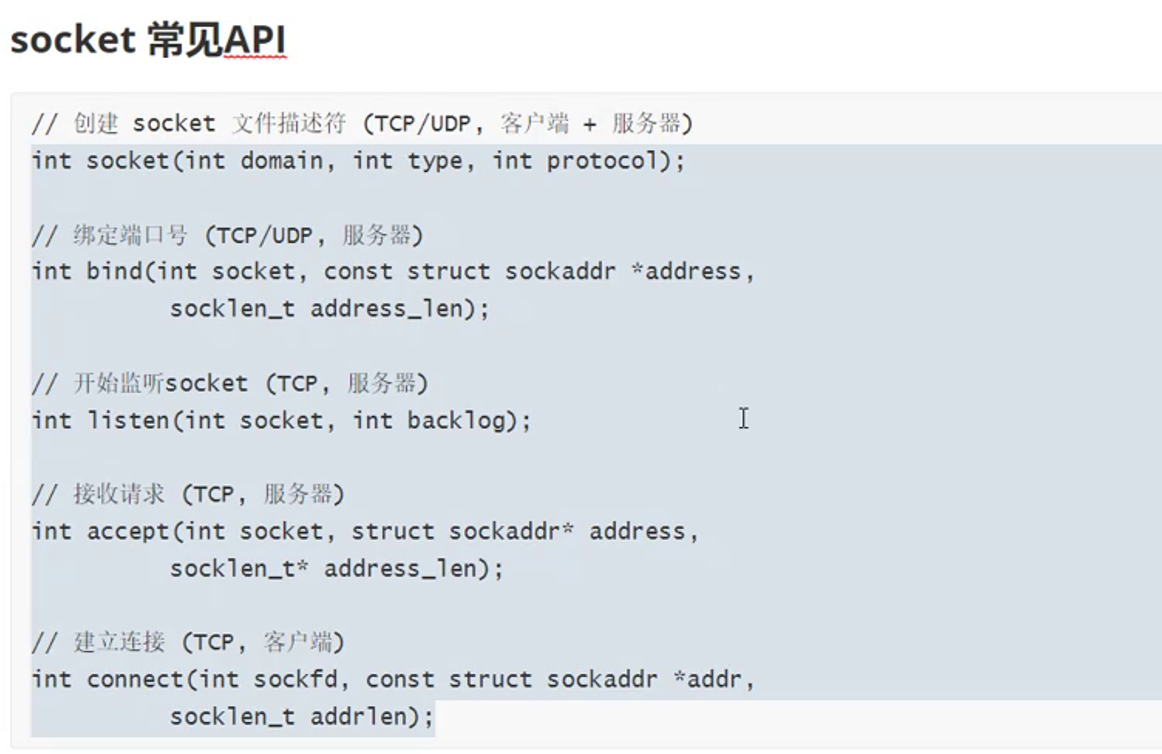 socket 常见API
// 创建 socket 文件描述符 (TCP/UDP, 客户端 + 服务器)
int socket(int domain, int type, int protocol);
// 绑定端口号 (TCP/UDP, 服务器)
int bind(int socket, const struct sockaddr *address,
socklen_t address_len);
// 开始监听socket (TCP, 服务器)
int listen(int socket, int backlog);
// 接收请求 (TCP, 服务器)
int accept(int socket, struct sockaddr* address,
socklen_t* address_len);
// 建立连接 (TCP, 客户端)
int connect(int sockfd, const struct sockaddr *addr,
socklen_t addrlen);